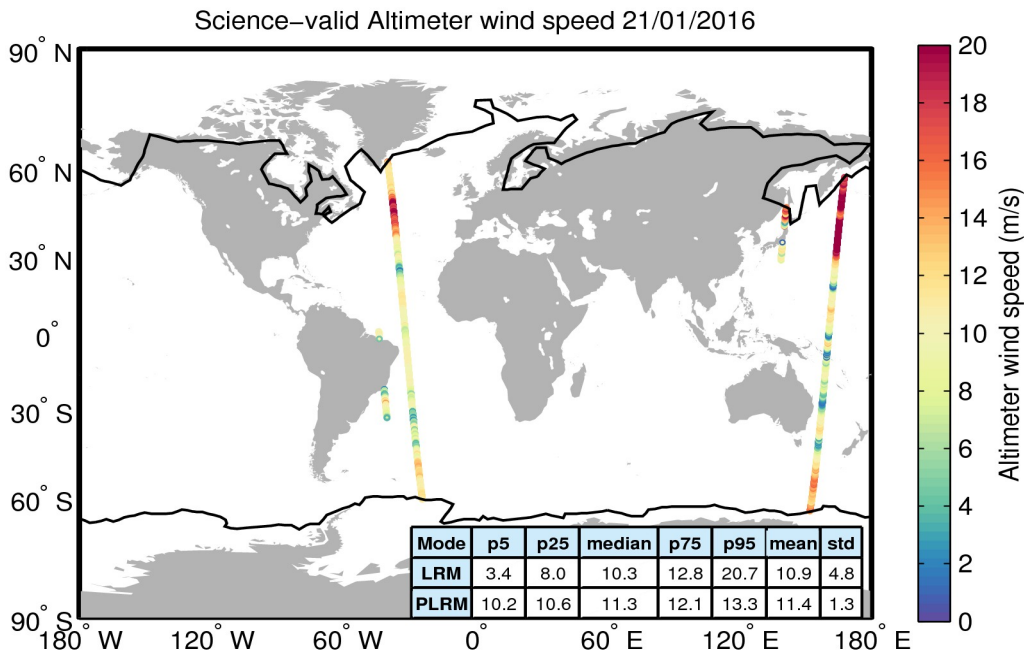 Science−valid Altimeter wind speed 21/01/2016
90° N
60° N
30° N
0°
30° S
60° S
90° S
180° W
120° W
60° W
0°
60° E
120° E
180° E
Mode p5 p25 median p75 p95 mean std
LRM 3.4 8.0 10.3 12.8 20.7 10.9 4.8
PLRM 10.2 10.6 11.3 12.1 13.3 11.4 1.3
20
18
16
14
12
10
8
6
4
2
0
Altimeter wind speed (m/s)